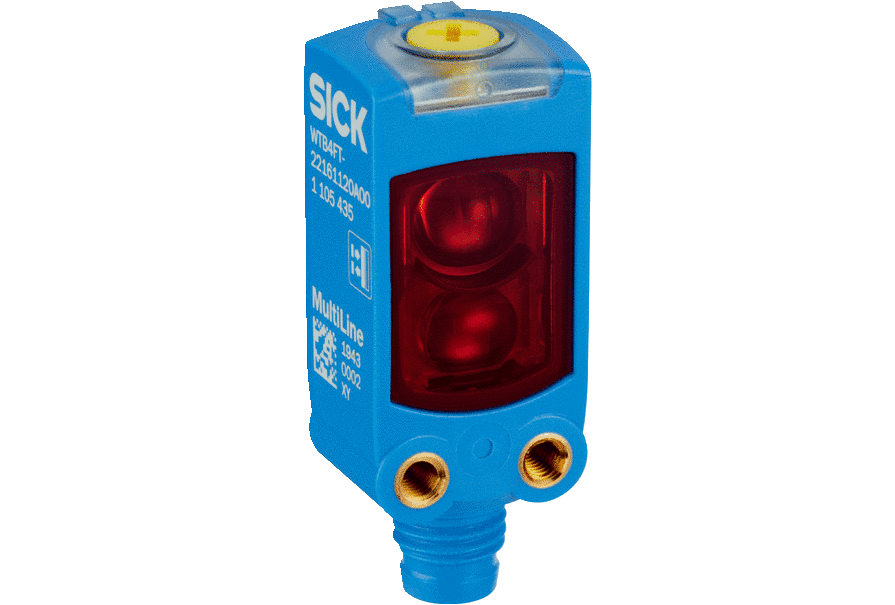 SICK
WTB4FT-
22161120A00
1 105 435
MultiLine
1943
0002
XY